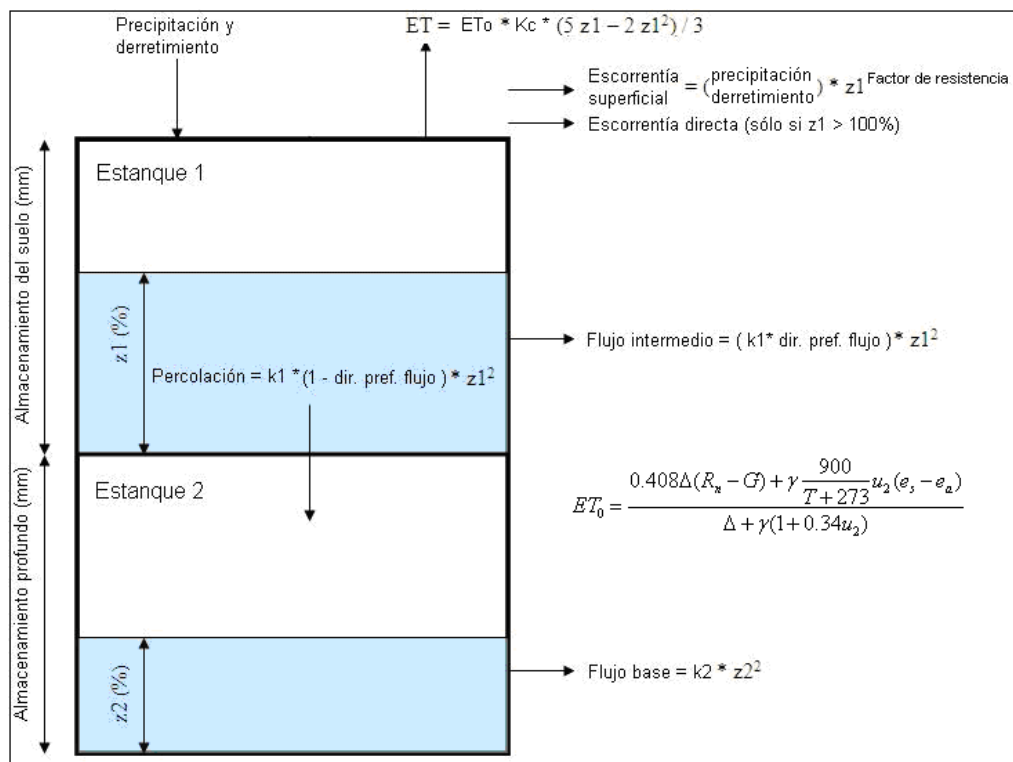 Precipitación y
derretimiento
ET = ETo * Kc * (5 z1 – 2 z1²) / 3
Escorrentía superficial = (precipitación derretimiento) * z1^Factor de resistencia
Escorrentía directa (sólo si z1 > 100%)
Almacenamiento del suelo (mm)
Estanque 1
z1 (%)
Percolación = k1 * (1 - dir. pref. flujo ) * z1²
Flujo intermedio = ( k1* dir. pref. flujo ) * z1²
Almacenamiento profundo (mm)
Estanque 2
ET₀ = (0.408Δ(Rₙ − G) + γ 900/(T + 273) u₂(eₛ − eₐ)) / (Δ + γ(1 + 0.34u₂))
z2 (%)
Flujo base = k2 * z2²